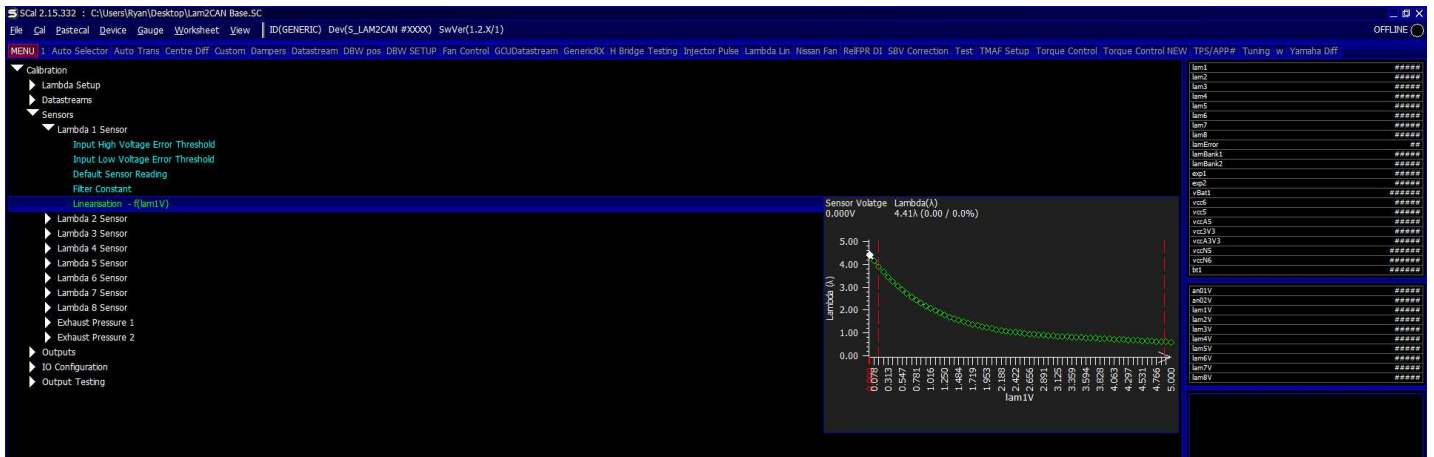 SCal 2.15.332 : C:\Users\Ryan\Desktop\Lam2CAN Base.SC
File Cal Pastecal Device Gauge Worksheet View ID(GENERIC) Dev(S_LAM2CAN #XXXX) SwVer(1.2.X/1) OFFLINE
MENU 1 Auto Selector Auto Trans Centre Diff Custom Dampers Datastream DBW pos DBW SETUP Fan Control GCUDatastream GenericRX H Bridge Testing Injector Pulse Lambda Lin Nissan Fan RelFPR DI SBV Correction Test TMAF Setup Torque Control Torque Control NEW TPS/APP# Tuning w Yamaha Diff
Calibration
Lambda Setup
Datastreams
Sensors
Lambda 1 Sensor
Input High Voltage Error Threshold
Input Low Voltage Error Threshold
Default Sensor Reading
Filter Constant
Linearisation - f(lam1V)
Lambda 2 Sensor
Lambda 3 Sensor
Lambda 4 Sensor
Lambda 5 Sensor
Lambda 6 Sensor
Lambda 7 Sensor
Lambda 8 Sensor
Exhaust Pressure 1
Exhaust Pressure 2
Outputs
IO Configuration
Output Testing
Sensor Volatge Lambda(λ)
0.000V 4.41λ (0.00 / 0.0%)
5.00
4.00
3.00
2.00
1.00
0.00
Lambda (λ)
0.000 0.078 0.313 0.547 0.781 1.016 1.250 1.484 1.719 1.953 2.188 2.422 2.656 2.891 3.125 3.359 3.594 3.828 4.063 4.297 4.531 4.766 5.000
lam1V
lam1 #####
lam2 #####
lam3 #####
lam4 #####
lam5 #####
lam6 #####
lam7 #####
lam8 #####
lamError ##
lamBank1 #####
lamBank2 #####
exp1 #####
exp2 #####
vBat1 ######
vcc6 #####
vcc5 #####
vccA5 #####
vcc3V3 #####
vccA3V3 #####
vccN5 ######
vccN6 ######
bt1 ######
an01V #####
an02V #####
lam1V #####
lam2V #####
lam3V #####
lam4V #####
lam5V #####
lam6V #####
lam7V #####
lam8V #####